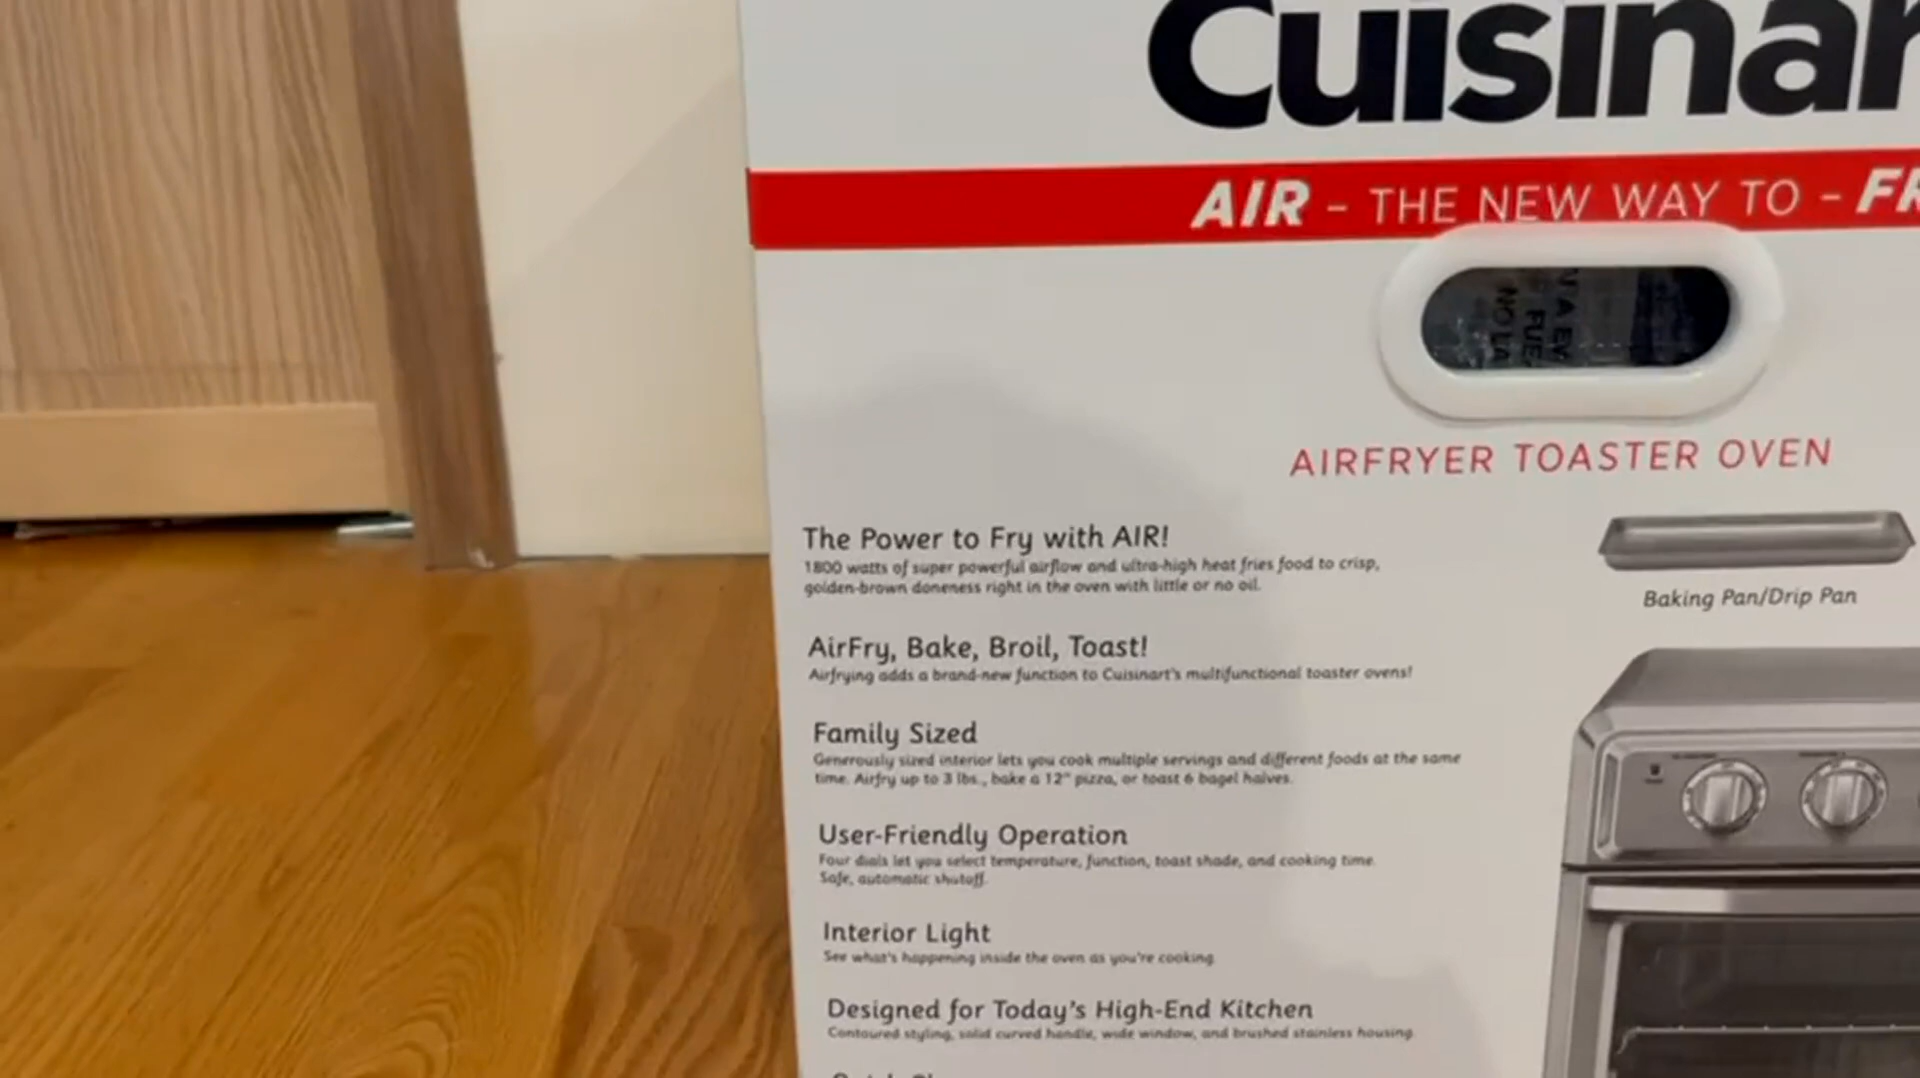 Cuisinar
AIR - THE NEW WAY TO - FR
AIRFRYER TOASTER OVEN
The Power to Fry with AIR!
1800 watts of super powerful airflow and ultra-high heat fries food to crisp,
golden-brown doneness right in the oven with little or no oil.
Baking Pan/Drip Pan
AirFry, Bake, Broil, Toast!
Airfrying adds a brand-new function to Cuisinart's multifunctional toaster ovens!
Family Sized
Generously sized interior lets you cook multiple servings and different foods at the same
time. Airfry up to 3 lbs., bake a 12" pizza, or toast 6 bagel halves.
User-Friendly Operation
Four dials let you select temperature, function, toast shade, and cooking time.
Safe, automatic shutoff.
Interior Light
See what's happening inside the oven as you're cooking.
Designed for Today's High-End Kitchen
Contoured styling, solid curved handle, wide window, and brushed stainless housing.